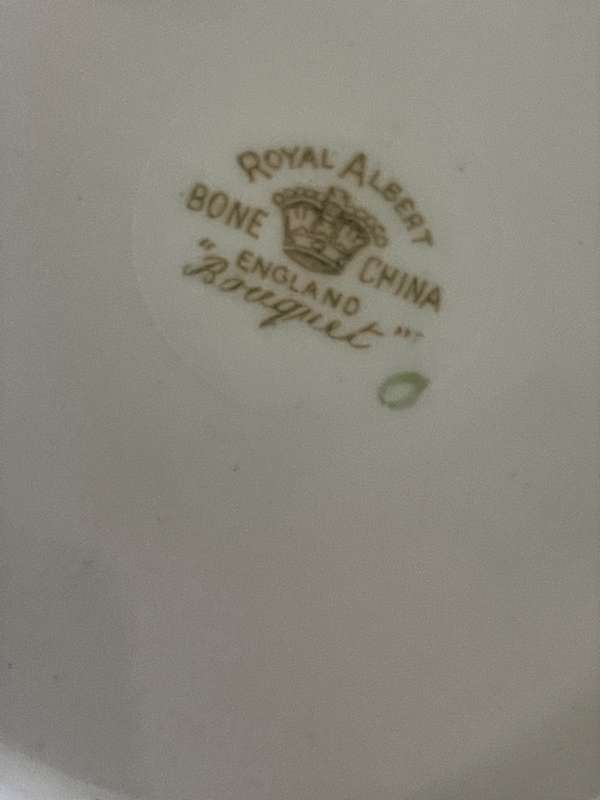 ROYAL ALBERT
BONE CHINA
ENGLAND
"Bouquet"